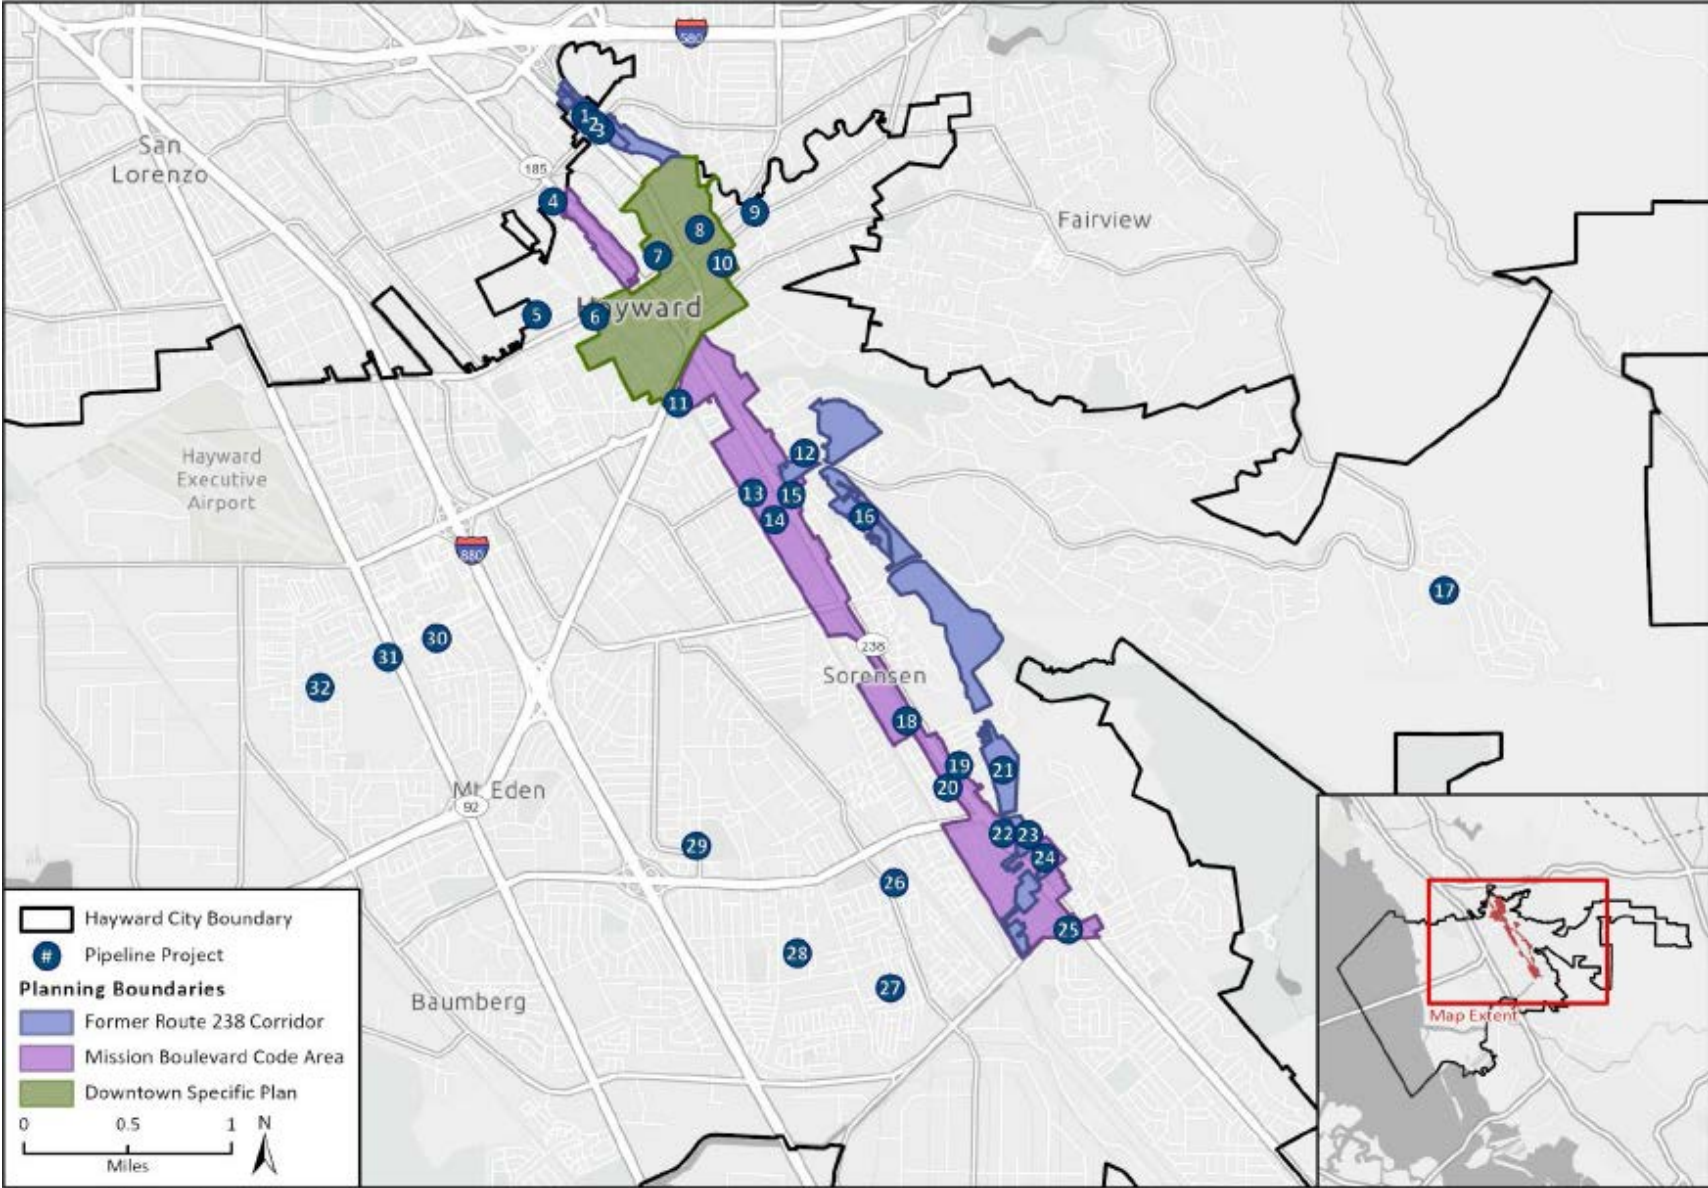 580
San
Lorenzo
1
2
3
185
4
9
Fairview
8
7
10
Hayward
5
6
11
Hayward
Executive
Airport
12
13
15
14
16
880
17
30
31
32
238
Sorensen
18
19
21
20
Mt Eden
92
22
23
24
29
26
25
28
27
Baumberg
Hayward City Boundary
# Pipeline Project
Planning Boundaries
Former Route 238 Corridor
Mission Boulevard Code Area
Downtown Specific Plan
0 0.5 1 N
Miles
Map Extent